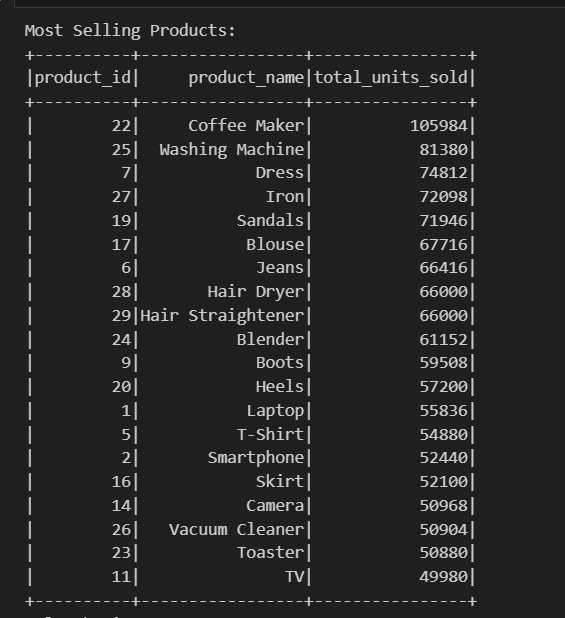 Most Selling Products:
+----------+-----------------+----------------+
|product_id|     product_name|total_units_sold|
+----------+-----------------+----------------+
|        22|     Coffee Maker|          105984|
|        25|  Washing Machine|           81380|
|         7|            Dress|           74812|
|        27|             Iron|           72098|
|        19|          Sandals|           71946|
|        17|           Blouse|           67716|
|         6|            Jeans|           66416|
|        28|       Hair Dryer|           66000|
|        29|Hair Straightener|           66000|
|        24|          Blender|           61152|
|         9|            Boots|           59508|
|        20|            Heels|           57200|
|         1|           Laptop|           55836|
|         5|          T-Shirt|           54880|
|         2|       Smartphone|           52440|
|        16|            Skirt|           52100|
|        14|           Camera|           50968|
|        26|   Vacuum Cleaner|           50904|
|        23|          Toaster|           50880|
|        11|               TV|           49980|
+----------+-----------------+----------------+